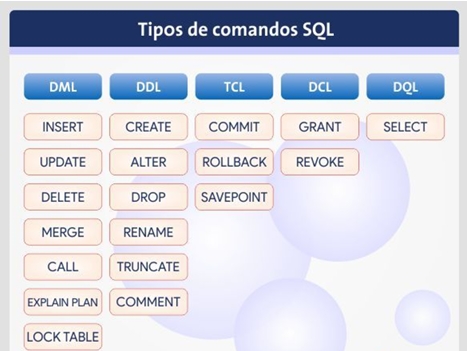 Tipos de comandos SQL
DML DDL TCL DCL DQL
INSERT CREATE COMMIT GRANT SELECT
UPDATE ALTER ROLLBACK REVOKE
DELETE DROP SAVEPOINT
MERGE RENAME
CALL TRUNCATE
EXPLAIN PLAN COMMENT
LOCK TABLE